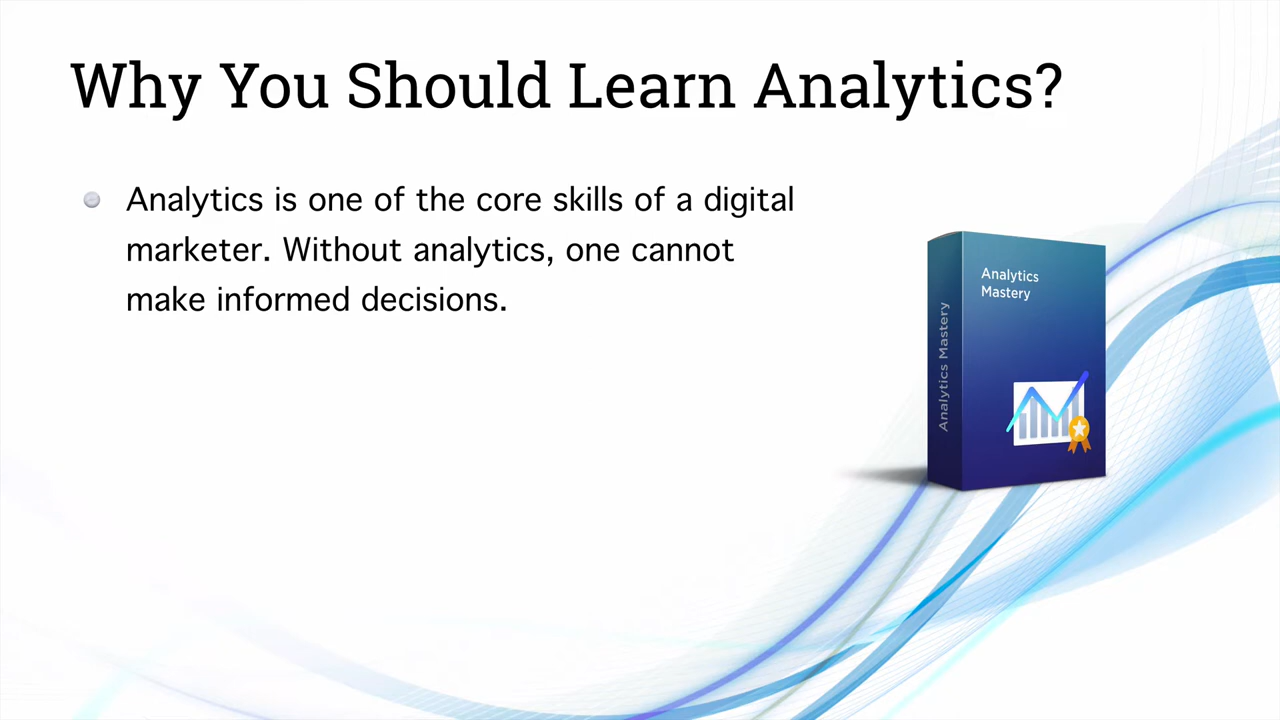 Why You Should Learn Analytics?
Analytics is one of the core skills of a digital
marketer. Without analytics, one cannot
make informed decisions.
Analytics
Mastery
Analytics Mastery